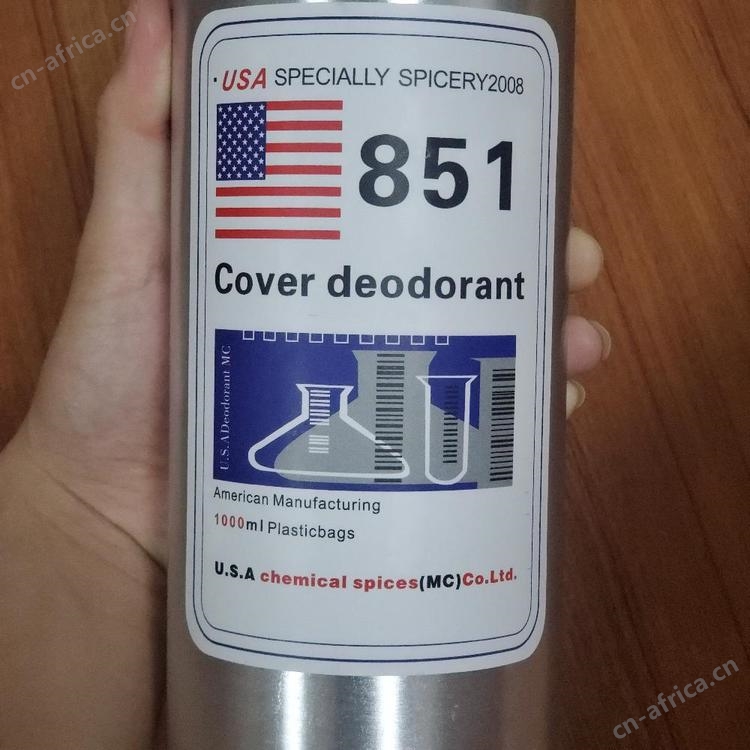 cn-africa.cn
·USA SPECIALLY SPICERY2008
851
Cover deodorant
U.S.ADeodorant MC
American Manufacturing
1000ml Plasticbags
U.S.A chemical spices(MC)Co.Ltd.
cn-africa.cn